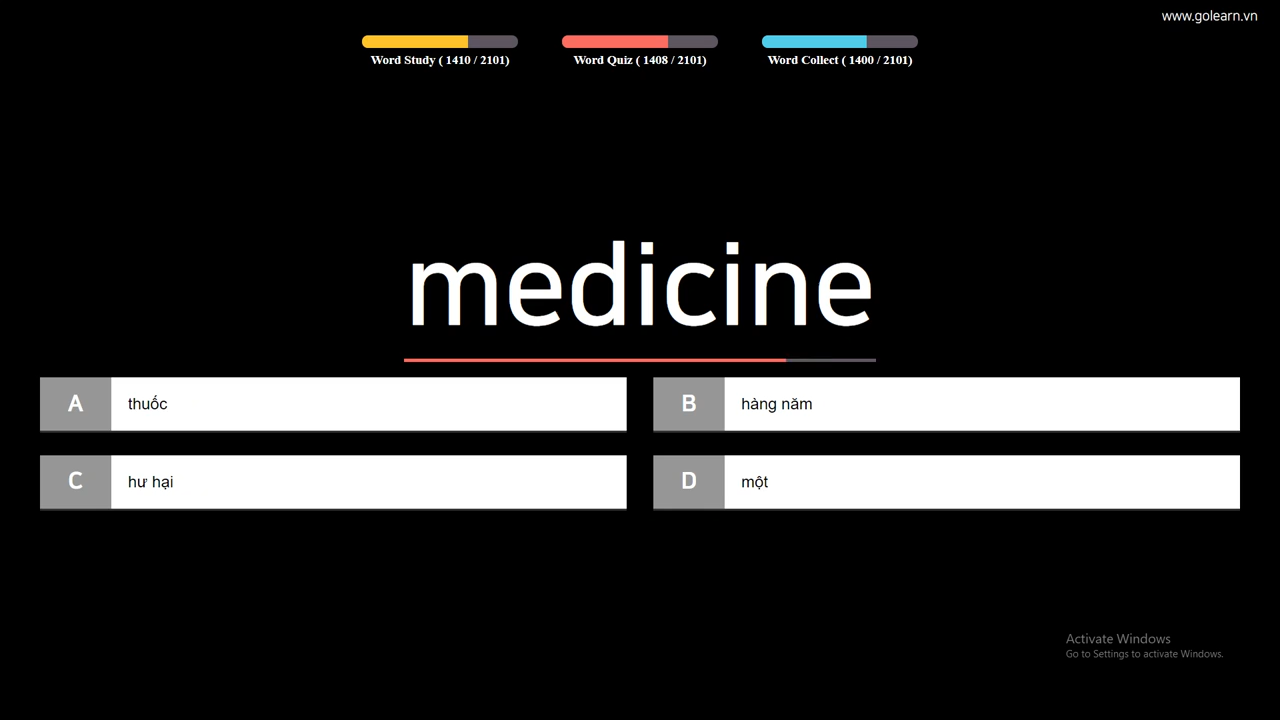 www.golearn.vn
Word Study ( 1410 / 2101) Word Quiz ( 1408 / 2101) Word Collect ( 1400 / 2101)
medicine
A thuốc B hàng năm
C hư hại D một
Activate Windows
Go to Settings to activate Windows.